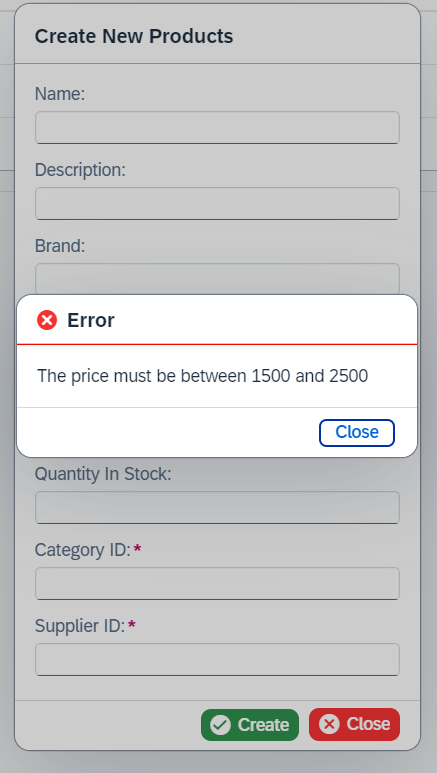 Create New Products
Name:
Description:
Brand:
Error
The price must be between 1500 and 2500
Close
Quantity In Stock:
Category ID:*
Supplier ID:*
Create
Close